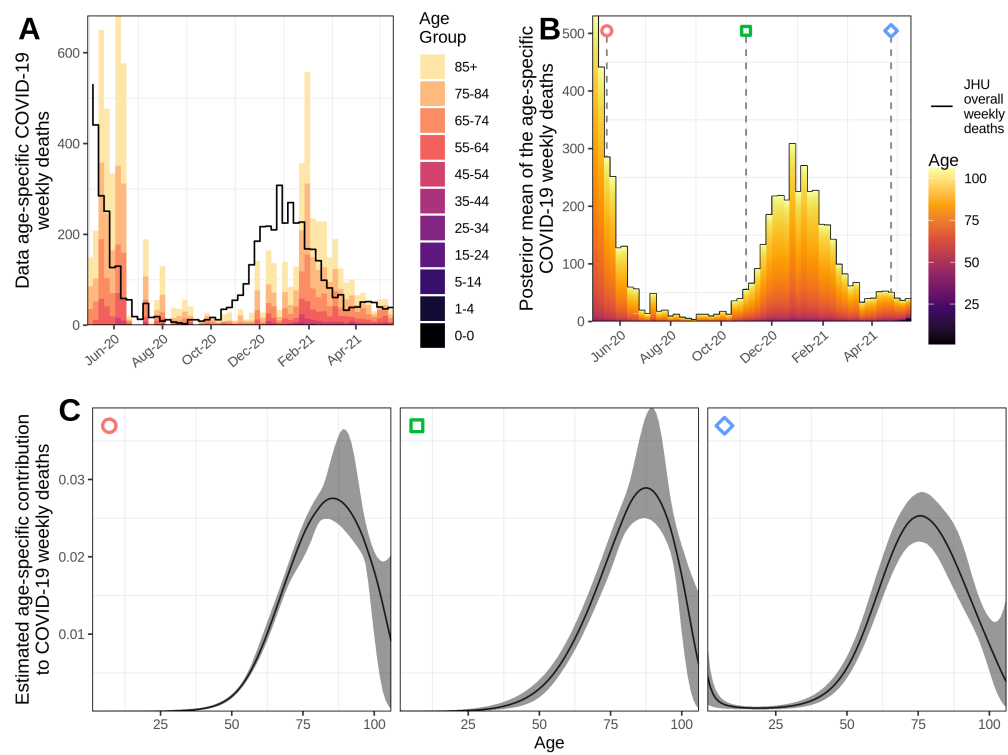 A
Data age-specific COVID-19
weekly deaths
600
400
200
0
Jun-20
Aug-20
Oct-20
Dec-20
Feb-21
Apr-21
Age
Group
85+
75-84
65-74
55-64
45-54
35-44
25-34
15-24
5-14
1-4
0-0
B
Posterior mean of the age-specific
COVID-19 weekly deaths
500
400
300
200
100
0
Jun-20
Aug-20
Oct-20
Dec-20
Feb-21
Apr-21
JHU
overall
weekly
deaths
Age
100
75
50
25
C
Estimated age-specific contribution
to COVID-19 weekly deaths
0.03
0.02
0.01
25
50
75
100
25
50
75
100
25
50
75
100
Age